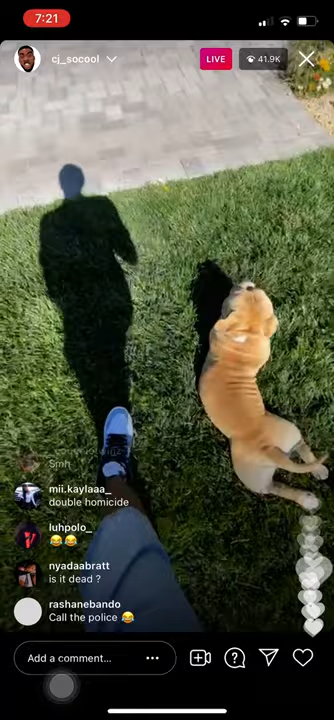 7:21
cj_socool
LIVE
41.9K
Smh
mii.kaylaaa_
double homicide
luhpolo_
😂😂
nyadaabratt
is it dead ?
rashanebando
Call the police 😂
Add a comment...